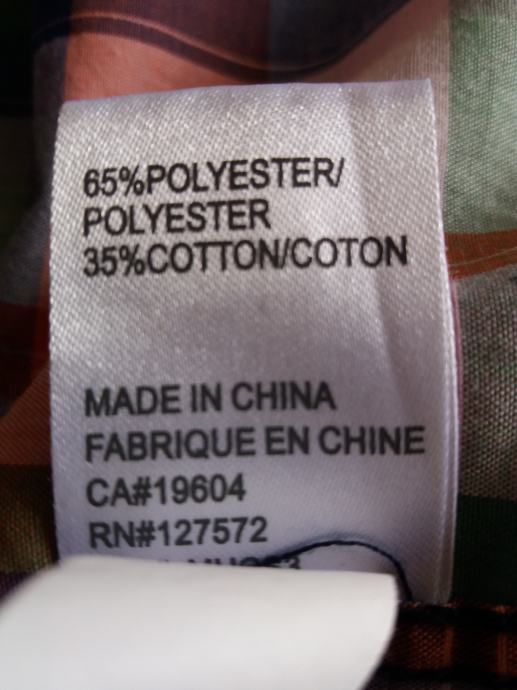 65%POLYESTER/
POLYESTER
35%COTTON/COTON
MADE IN CHINA
FABRIQUE EN CHINE
CA#19604
RN#127572